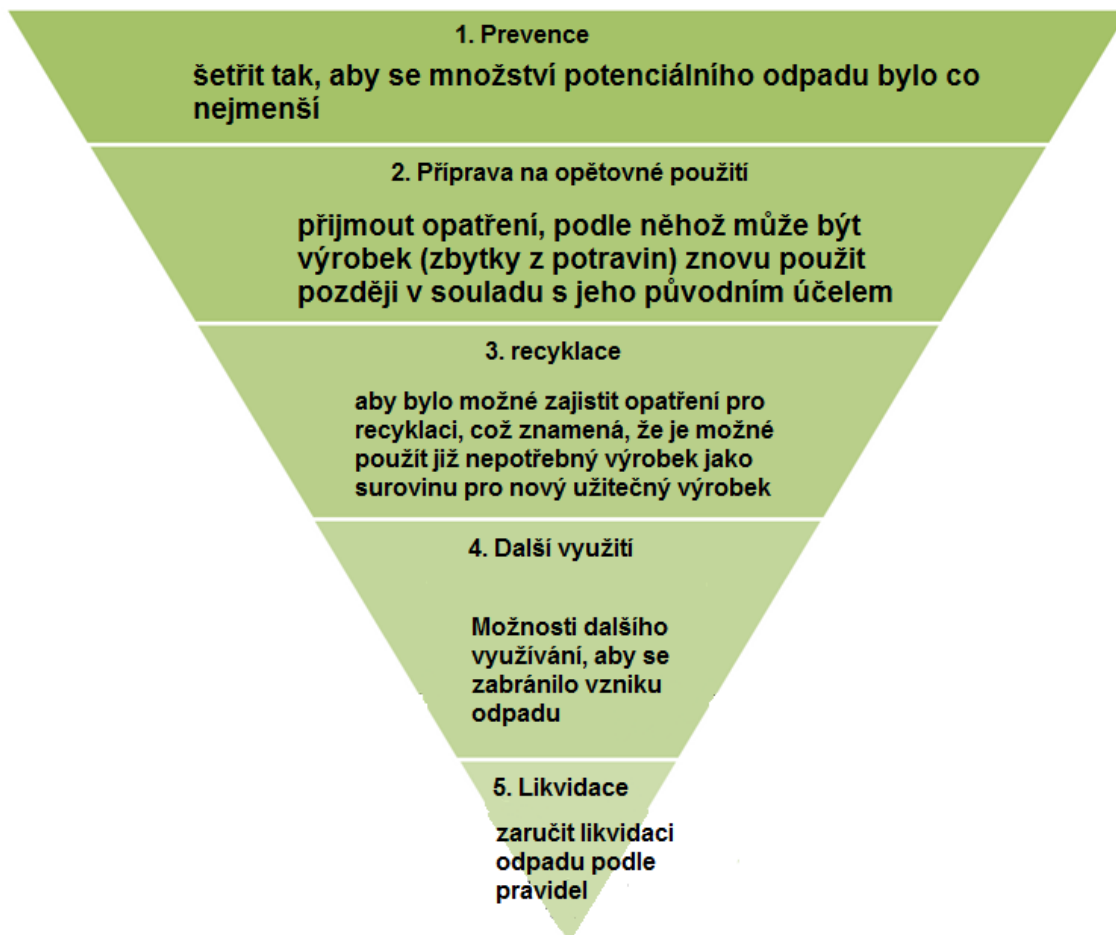 1. Prevence
šetřit tak, aby se množství potenciálního odpadu bylo co
nejmenší
2. Příprava na opětovné použití
přijmout opatření, podle něhož může být
výrobek (zbytky z potravin) znovu použit
později v souladu s jeho původním účelem
3. recyklace
aby bylo možné zajistit opatření pro
recyklaci, což znamená, že je možné
použít již nepotřebný výrobek jako
surovinu pro nový užitečný výrobek
4. Další využití
Možnosti dalšího
využívání, aby se
zabránilo vzniku
odpadu
5. Likvidace
zaručit likvidaci
odpadu podle
pravidel